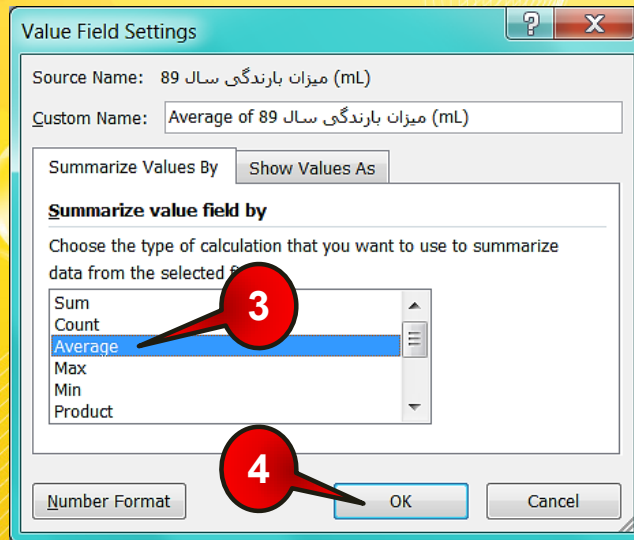 Value Field Settings
Source Name: میزان بارندگی سال 89 (mL)
Custom Name: Average of میزان بارندگی سال 89 (mL)
Summarize Values By
Show Values As
Summarize value field by
Choose the type of calculation that you want to use to summarize
data from the selected
Sum
Count
Average
Max
Min
Product
3
4
Number Format
OK
Cancel